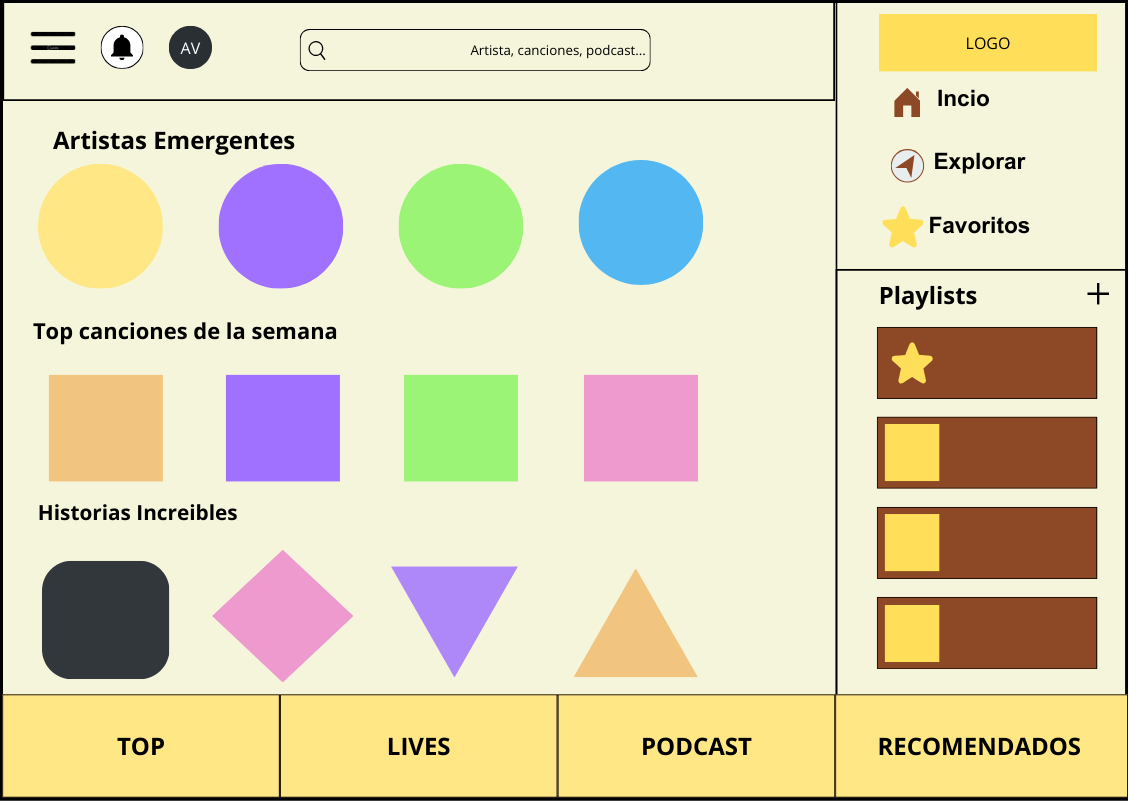 AV
Artista, canciones, podcast...
LOGO
Incio
Explorar
Favoritos
Artistas Emergentes
Top canciones de la semana
Historias Increibles
Playlists
TOP
LIVES
PODCAST
RECOMENDADOS